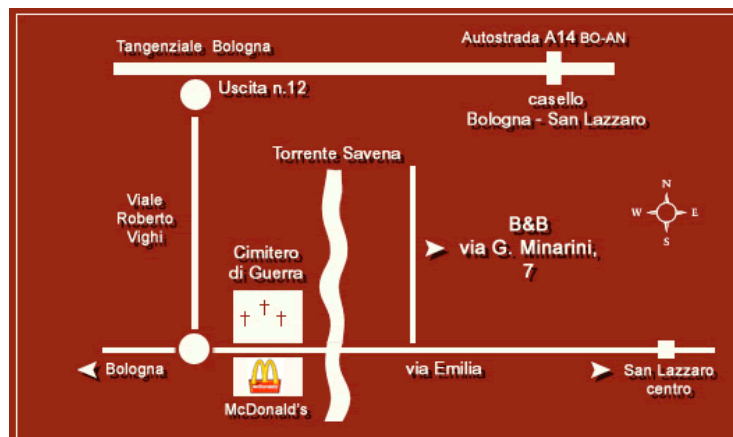 Tangenziale Bologna
Autostrada A14 BO-AN
Uscita n.12
casello
Bologna - San Lazzaro
Torrente Savena
Viale
Roberto
Vighi
N
W E
S
B&B
via G. Minarini,
7
Cimitero
di Guerra
Bologna
McDonald's
via Emilia
San Lazzaro
centro